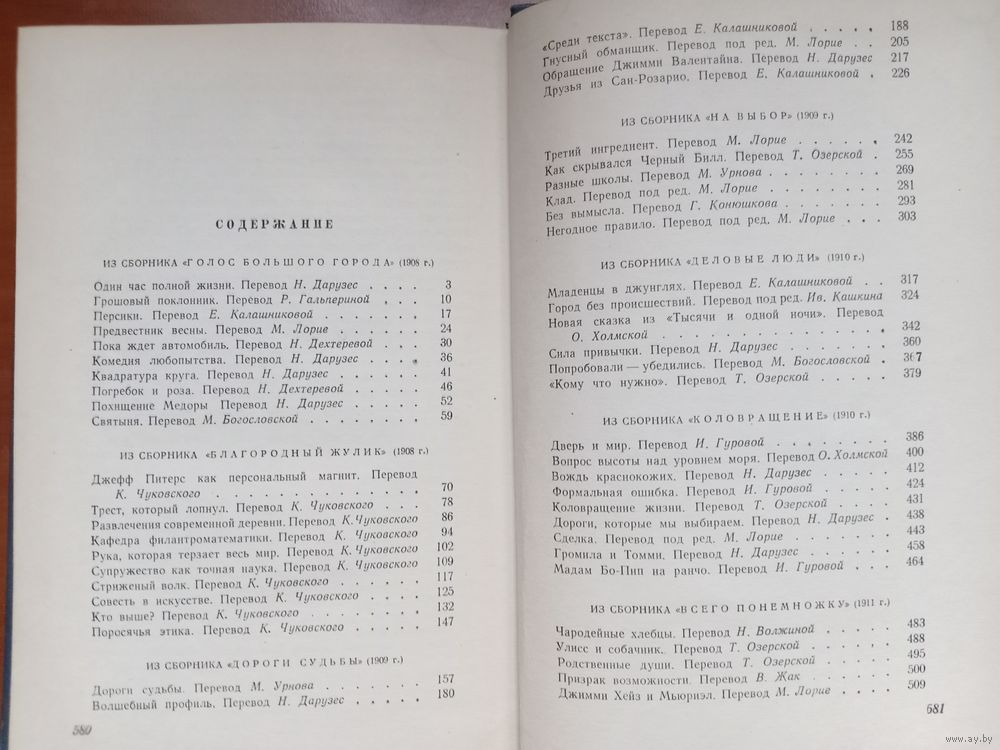 СОДЕРЖАНИЕ
ИЗ СБОРНИКА «ГОЛОС БОЛЬШОГО ГОРОДА» (1908 г.)
Один час полной жизни. Перевод Н. Дарузес . . . . 3
Грошовый поклонник. Перевод Р. Гальпериной . . . . 10
Персики. Перевод Е. Калашниковой . . . . . . 17
Предвестник весны. Перевод М. Лорие . . . . . . 24
Пока ждет автомобиль. Перевод Н. Дехтеревой . . . 30
Комедия любопытства. Перевод Н. Дарузес . . . . 36
Квадратура круга. Перевод Н. Дарузес . . . . . . 41
Погребок и роза. Перевод Н. Дехтеревой . . . . . 46
Похищение Медоры Перевод Н. Дарузес . . . . . 52
Святыня. Перевод М. Богословской . . . . . . . 59
ИЗ СБОРНИКА «БЛАГОРОДНЫЙ ЖУЛИК» (1908 г.)
Джефф Питерс как персональный магнит. Перевод
К. Чуковского . . . . . . . . . . . . . 70
Трест, который лопнул. Перевод К. Чуковского . . . . 78
Развлечения современной деревни. Перевод К. Чуковского 86
Кафедра филантроматематики. Перевод К. Чуковского 94
Рука, которая терзает весь мир. Перевод К. Чуковского 102
Супружество как точная наука. Перевод К. Чуковского 109
Стриженый волк. Перевод К. Чуковского . . . . . 117
Совесть в искусстве. Перевод К. Чуковского . . . . 125
Кто выше? Перевод К. Чуковского . . . . . . . 132
Поросячья этика. Перевод К. Чуковского . . . . . 147
ИЗ СБОРНИКА «ДОРОГИ СУДЬБЫ» (1909 г.)
Дороги судьбы. Перевод М. Урнова . . . . . . . 157
Волшебный профиль. Перевод Н. Дарузес . . . . . 180
580
«Среди текста». Перевод Е. Калашниковой . . . . . 188
Гнусный обманщик. Перевод под ред. М. Лорие . . 205
Обращение Джимми Валентайна. Перевод Н. Дарузес 217
Друзья из Сан-Розарио. Перевод Е. Калашниковой . 226
ИЗ СБОРНИКА «НА ВЫБОР» (1909 г.)
Третий ингредиент. Перевод М. Лорие . . . . . . 242
Как скрывался Черный Билл. Перевод Т. Озерской . 255
Разные школы. Перевод М. Урнова . . . . . . . . 269
Клад. Перевод под ред. М. Лорие . . . . . . . . 281
Без вымысла. Перевод Г. Конюшкова . . . . . . . 293
Негодное правило. Перевод под ред. М. Лорие . . . 303
ИЗ СБОРНИКА «ДЕЛОВЫЕ ЛЮДИ» (1910 г.)
Младенцы в джунглях. Перевод Е. Калашниковой . . 317
Город без происшествий. Перевод под ред. Ив. Кашкина 324
Новая сказка из «Тысячи и одной ночи». Перевод
О. Холмской . . . . . . . . . . . . . 342
Сила привычки. Перевод Н. Дарузес . . . . . . 360
Попробовали — убедились. Перевод М. Богословской . 367
«Кому что нужно». Перевод Т. Озерской . . . . . 379
ИЗ СБОРНИКА «КОЛОВРАЩЕНИЕ» (1910 г.)
Дверь и мир. Перевод И. Гуровой . . . . . . . 386
Вопрос высоты над уровнем моря. Перевод О. Холмской 400
Вождь краснокожих. Перевод Н. Дарузес . . . . . 412
Формальная ошибка. Перевод И. Гуровой . . . . . 424
Коловращение жизни. Перевод Т. Озерской . . . . 431
Дороги, которые мы выбираем. Перевод Н. Дарузес . 438
Сделка. Перевод под ред. М. Лорие . . . . . . . 443
Громила и Томми. Перевод Н. Дарузес . . . . . . 458
Мадам Бо-Пип на ранчо. Перевод И. Гуровой . . . 464
ИЗ СБОРНИКА «ВСЕГО ПОНЕМНОЖКУ» (1911 г.)
Чародейные хлебцы. Перевод Н. Волжиной . . . . . 483
Улисс и собачник. Перевод Т. Озерской . . . . . . 488
Родственные души. Перевод Т. Озерской . . . . . 495
Призрак возможности. Перевод В. Жак . . . . . . 500
Джимми Хейз и Мьюриэл. Перевод М. Лорие . . . . 509
581
www.ay.by